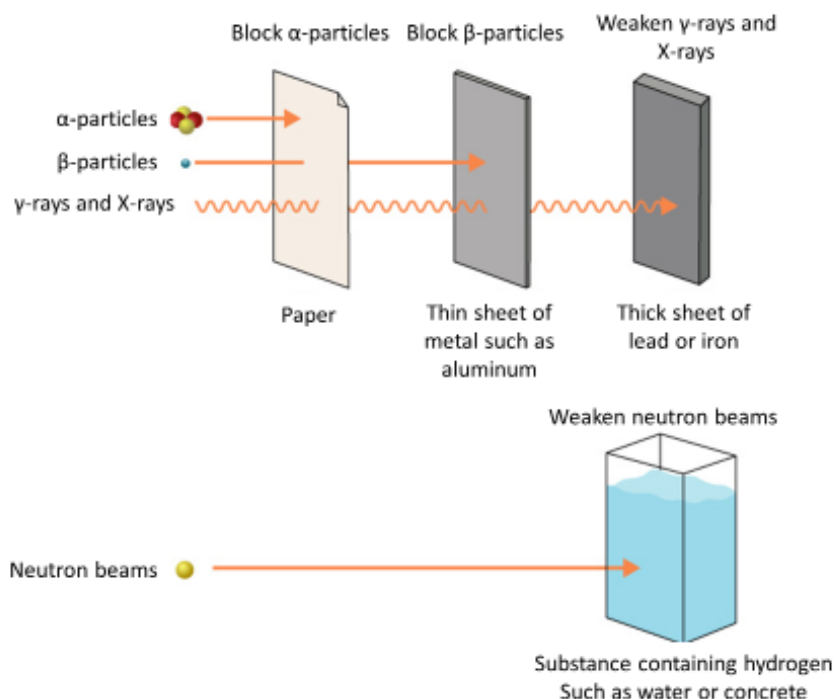 Block α-particles
Block β-particles
Weaken γ-rays and
X-rays
α-particles
β-particles
γ-rays and X-rays
Paper
Thin sheet of
metal such as
aluminum
Thick sheet of
lead or iron
Weaken neutron beams
Neutron beams
Substance containing hydrogen
Such as water or concrete